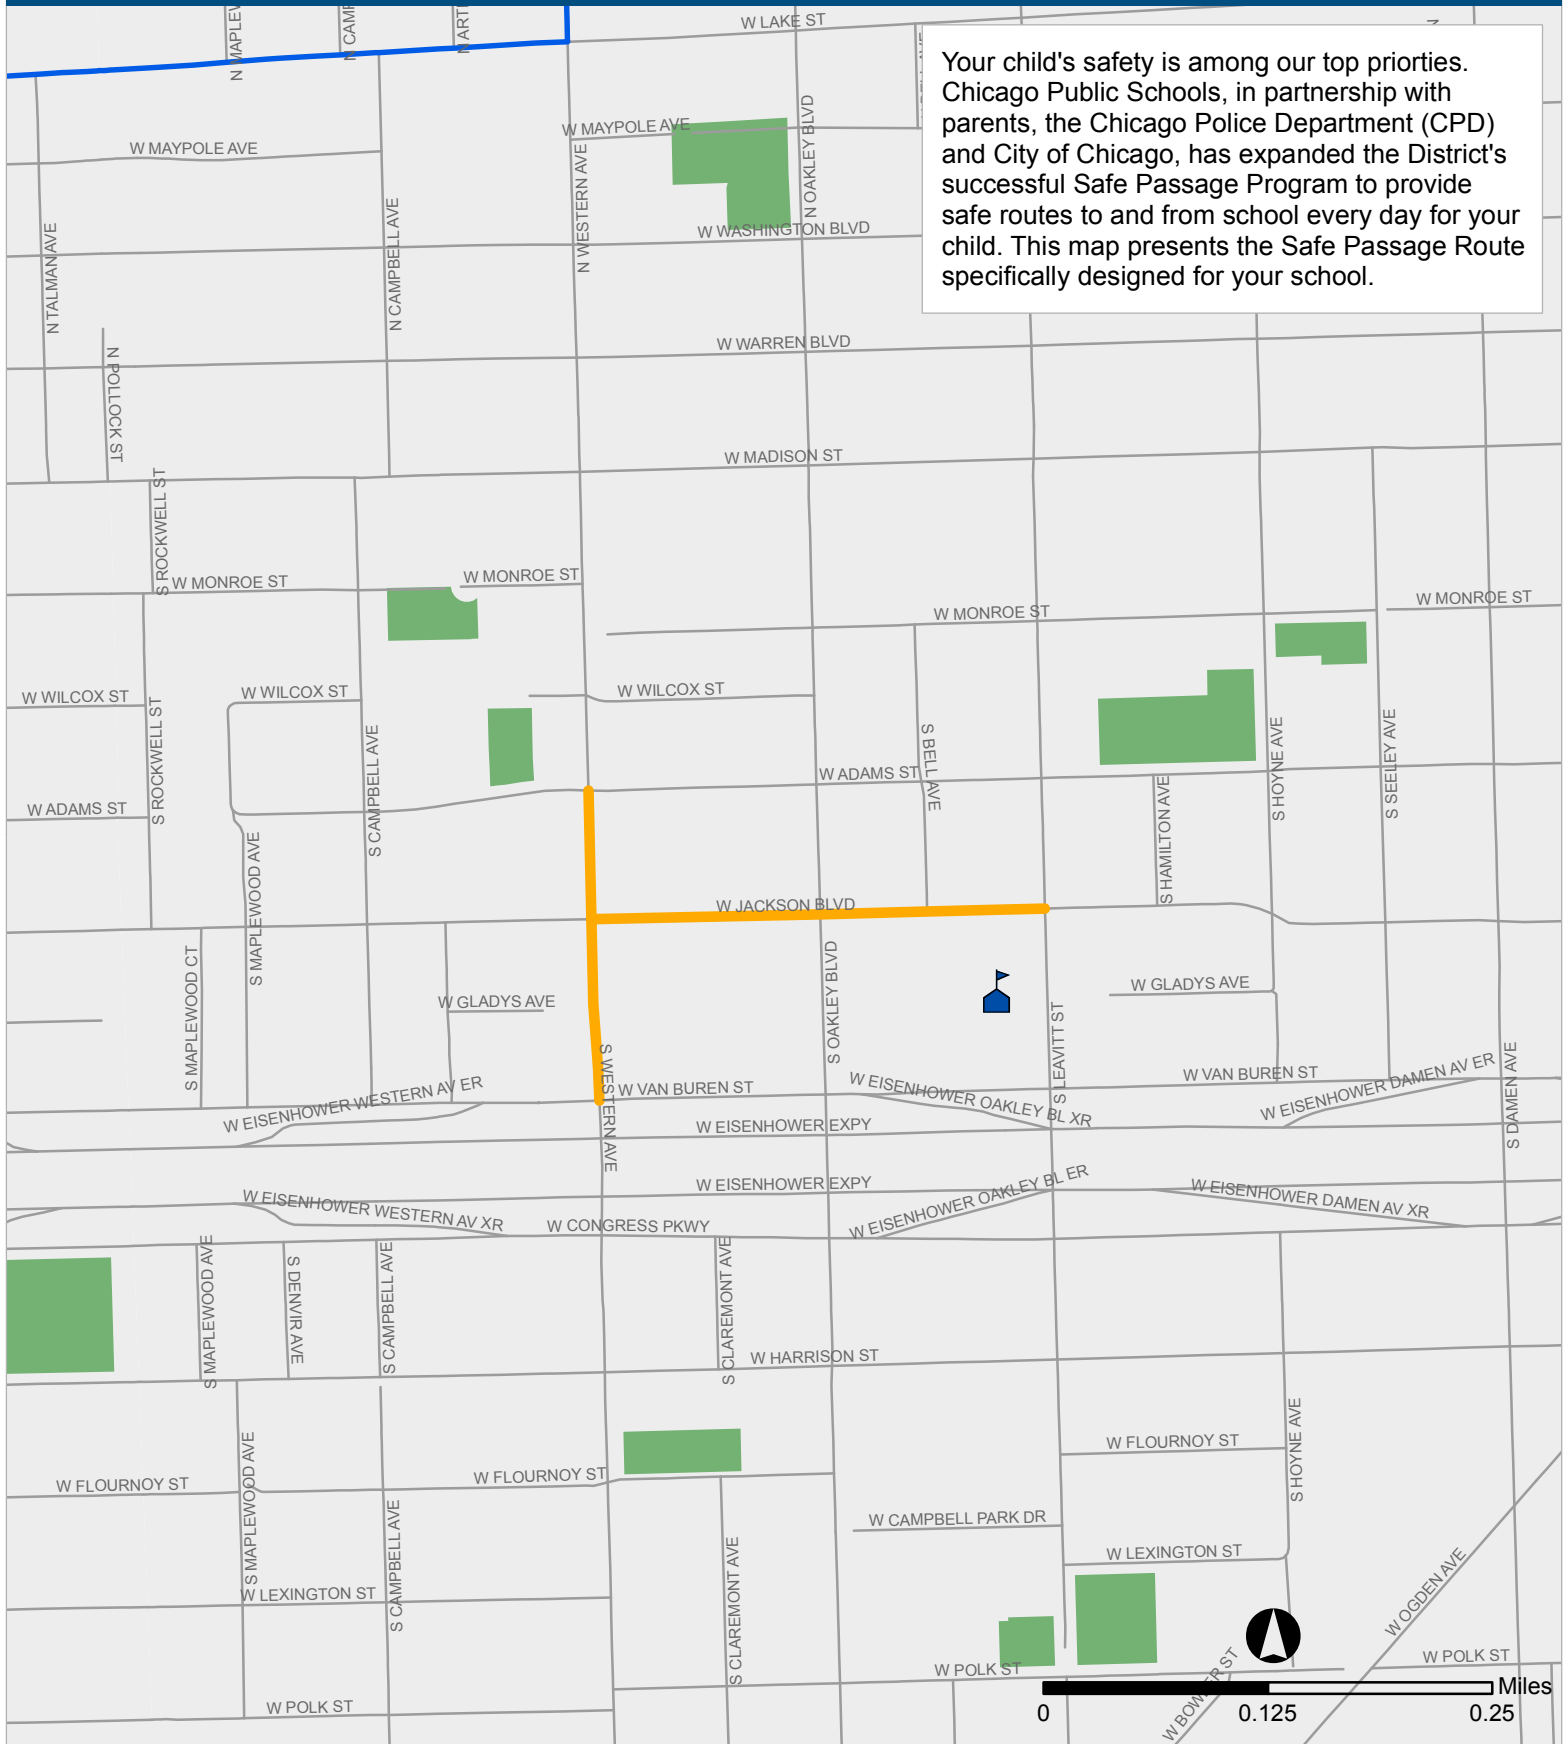 W LAKE ST
N MAPLEW
N CAMP
N ARTI
Your child's safety is among our top priorties.
Chicago Public Schools, in partnership with
parents, the Chicago Police Department (CPD)
and City of Chicago, has expanded the District's
successful Safe Passage Program to provide
safe routes to and from school every day for your
child. This map presents the Safe Passage Route
specifically designed for your school.
W MAYPOLE AVE
W MAYPOLE AVE
N OAKLEY BLVD
N WESTERN AVE
N CAMPBELL AVE
N TALMAN AVE
W WASHINGTON BLVD
W WARREN BLVD
N POLLOCK ST
W MADISON ST
S ROCKWELL ST
W MONROE ST
W MONROE ST
W MONROE ST
W MONROE ST
W WILCOX ST
W WILCOX ST
W WILCOX ST
S ROCKWELL ST
S CAMPBELL AVE
S BELL AVE
S HOYNE AVE
S SEELEY AVE
W ADAMS ST
W ADAMS ST
S HAMILTON AVE
S MAPLEWOOD AVE
W JACKSON BLVD
S MAPLEWOOD CT
S OAKLEY BLVD
W GLADYS AVE
W GLADYS AVE
S LEAVITT ST
S WESTERN AVE
S DAMEN AVE
W VAN BUREN ST
W VAN BUREN ST
W EISENHOWER WESTERN AV ER
W EISENHOWER OAKLEY BL XR
W EISENHOWER DAMEN AV ER
W EISENHOWER EXPY
W EISENHOWER EXPY
W EISENHOWER WESTERN AV XR
W EISENHOWER OAKLEY BL ER
W EISENHOWER DAMEN AV XR
W CONGRESS PKWY
S MAPLEWOOD AVE
S DENVIR AVE
S CAMPBELL AVE
S CLAREMONT AVE
W HARRISON ST
S HOYNE AVE
W FLOURNOY ST
W FLOURNOY ST
W FLOURNOY ST
S MAPLEWOOD AVE
S CAMPBELL AVE
S CLAREMONT AVE
W CAMPBELL PARK DR
W LEXINGTON ST
W LEXINGTON ST
W OGDEN AVE
W POLK ST
W POLK ST
W POLK ST
W BOWLER ST
Miles
0
0.125
0.25